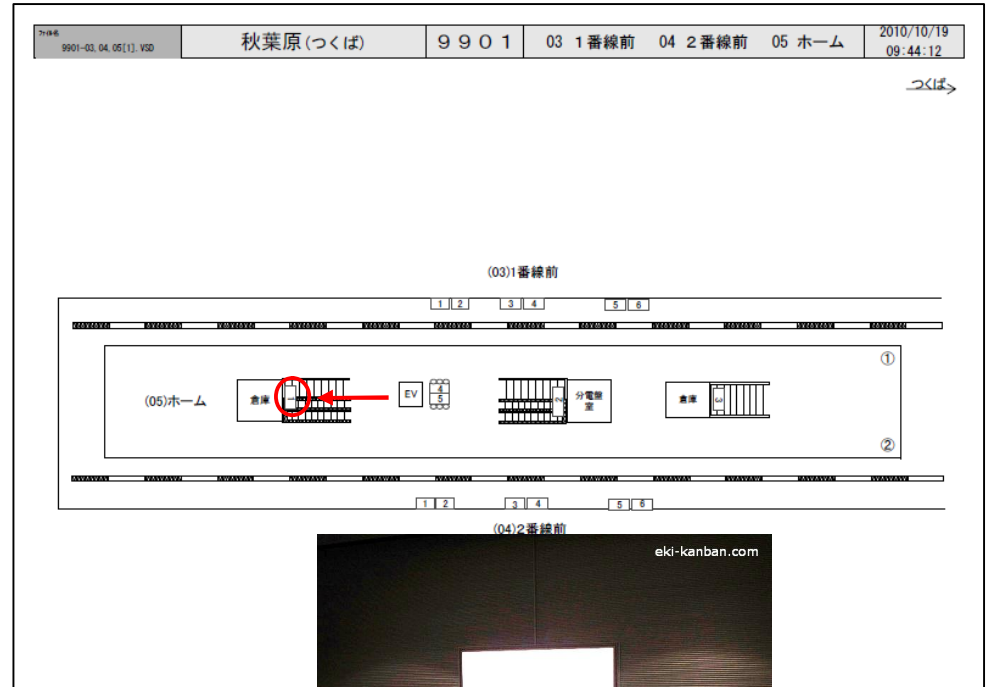 ﾌｧｲﾙ名
9901-03, 04, 05[1]. VSD
秋葉原(つくば)
9901
03 1番線前 04 2番線前 05 ホーム
2010/10/19
09:44:12
つくば
(03)1番線前
1 2 3 4 5 6
①
(05)ホーム
倉庫
1
EV
4
5
2
分電盤
室
倉庫
3
②
1 2 3 4 5 6
(04)2番線前
eki-kanban.com